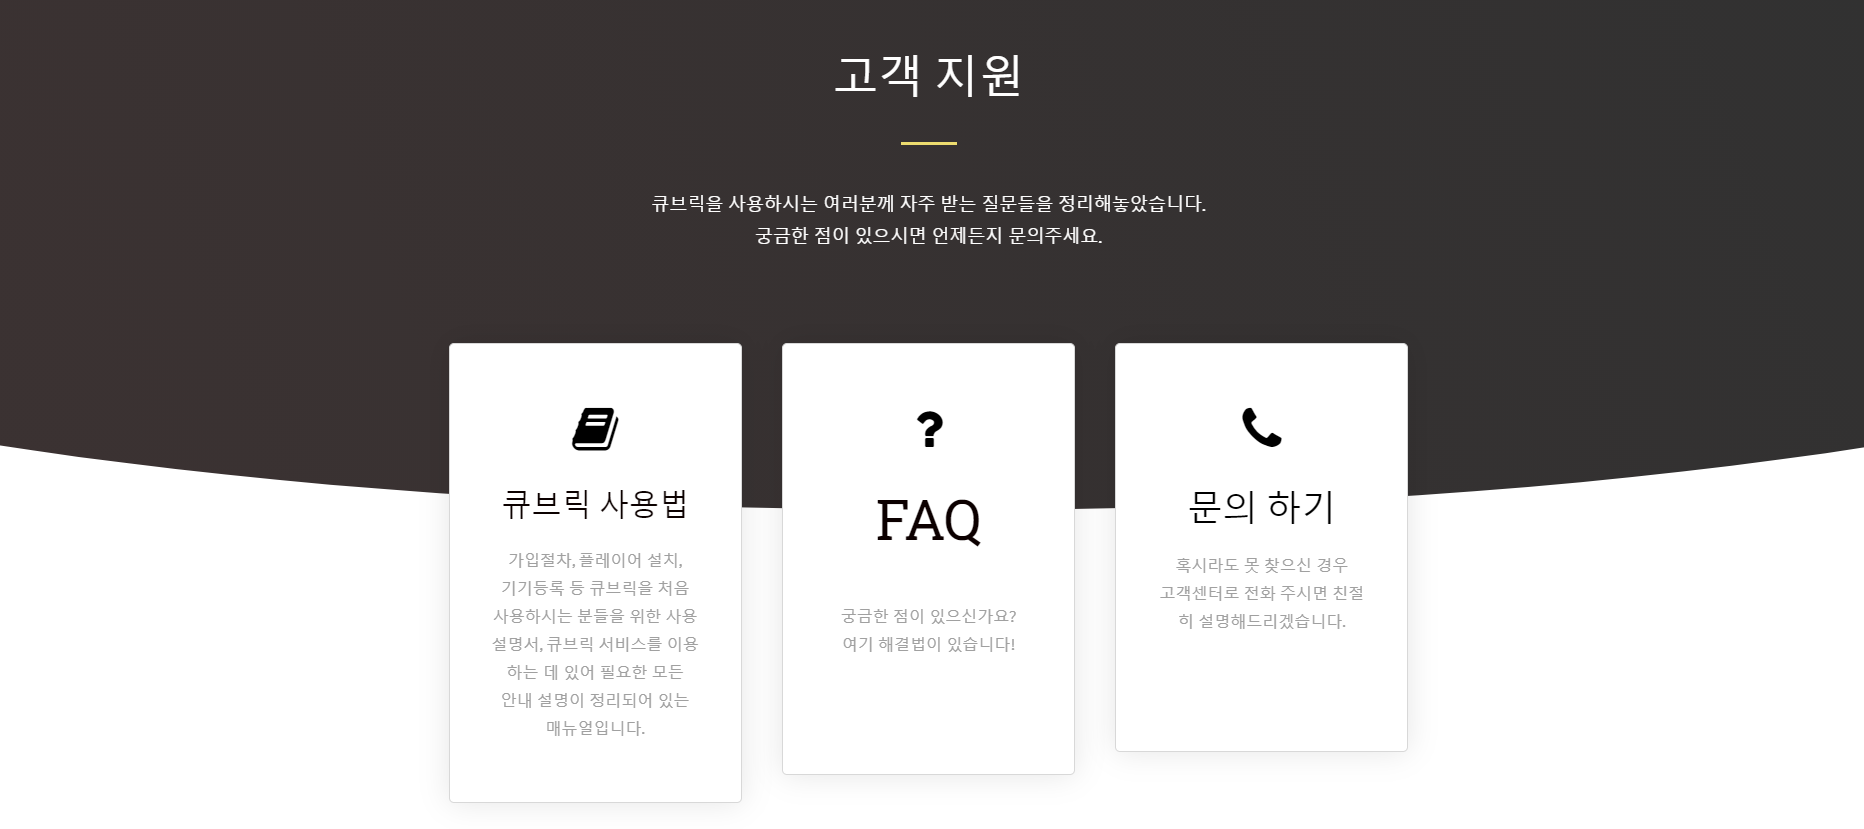 고객 지원
큐브릭을 사용하시는 여러분께 자주 받는 질문들을 정리해놓았습니다.
궁금한 점이 있으시면 언제든지 문의주세요.
큐브릭 사용법
가입절차, 플레이어 설치,
기기등록 등 큐브릭을 처음
사용하시는 분들을 위한 사용
설명서, 큐브릭 서비스를 이용
하는 데 있어 필요한 모든
안내 설명이 정리되어 있는
매뉴얼입니다.
FAQ
궁금한 점이 있으신가요?
여기 해결법이 있습니다!
문의 하기
혹시라도 못 찾으신 경우
고객센터로 전화 주시면 친절
히 설명해드리겠습니다.